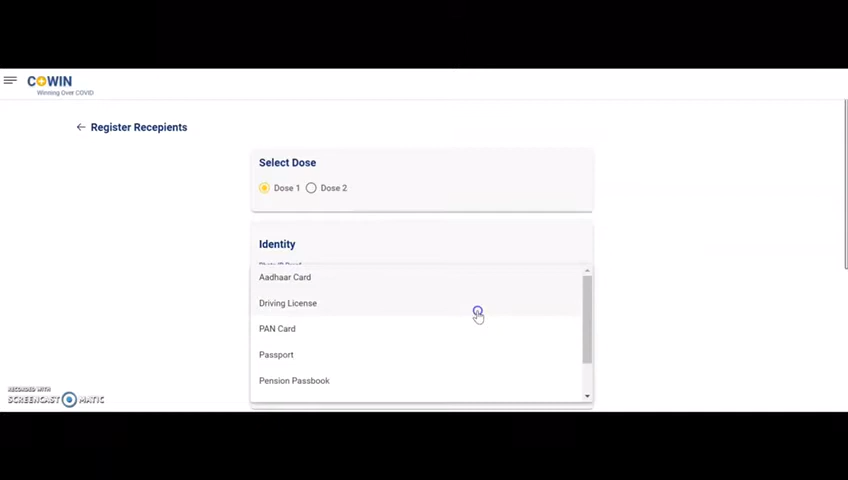 COWIN
Winning Over COVID
← Register Recepients
Select Dose
Dose 1 Dose 2
Identity
Aadhaar Card
Driving License
PAN Card
Passport
Pension Passbook
RECORDED WITH
SCREENCAST MATIC